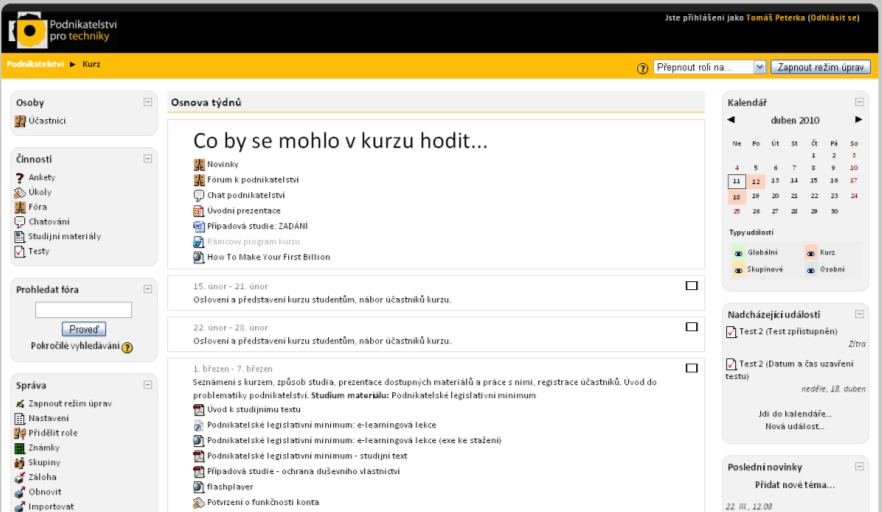 Podnikatelství
pro techniky
Jste přihlášeni jako Tomáš Peterka (Odhlásit se)
Podnikatelství ► Kurz
Přepnout roli na...
Zapnout režim úprav
Osoby
Účastníci
Činnosti
Ankety
Úkoly
Fóra
Chatování
Studijní materiály
Testy
Prohledat fóra
Proveď
Pokročilé vyhledávání
Správa
Zapnout režim úprav
Nastavení
Přidělit role
Známky
Skupiny
Záloha
Obnovit
Importovat
Osnova týdnů
Co by se mohlo v kurzu hodit...
Novinky
Fórum k podnikatelství
Chat podnikatelství
Úvodní prezentace
Případová studie: ZADÁNÍ
Rámcový program kurzu
How To Make Your First Billion
15. únor - 21. únor
Oslovení a představení kurzu studentům, nábor účastníků kurzu.
22. únor - 28. únor
Oslovení a představení kurzu studentům, nábor účastníků kurzu.
1. březen - 7. březen
Seznámení s kurzem, způsob studia, prezentace dostupných materiálů a práce s nimi, registrace účastníků. Úvod do
problematiky podnikatelství. Studium materiálu: Podnikatelské legislativní minimum
Úvod k studijnímu textu
Podnikatelské legislativní minimum: e-learningová lekce
Podnikatelské legislativní minimum: e-learningová lekce (exe ke stažení)
Podnikatelské legislativní minimum - studijní text
Případová studie - ochrana duševního vlastnictví
flashplayer
Potvrzení o funkčnosti konta
Kalendář
◄ duben 2010 ►
Ne Po Út St Čt Pá So
1 2 3
4 5 6 7 8 9 10
11 12 13 14 15 16 17
18 19 20 21 22 23 24
25 26 27 28 29 30
Typy událostí
Globální Kurz
Skupinové Osobní
Nadcházející události
Test 2 (Test zpřístupněn)
Zítra
Test 2 (Datum a čas uzavření
testu)
neděle, 18. duben
Jdi do kalendáře...
Nová událost...
Poslední novinky
Přidat nové téma...
22. III., 12.08